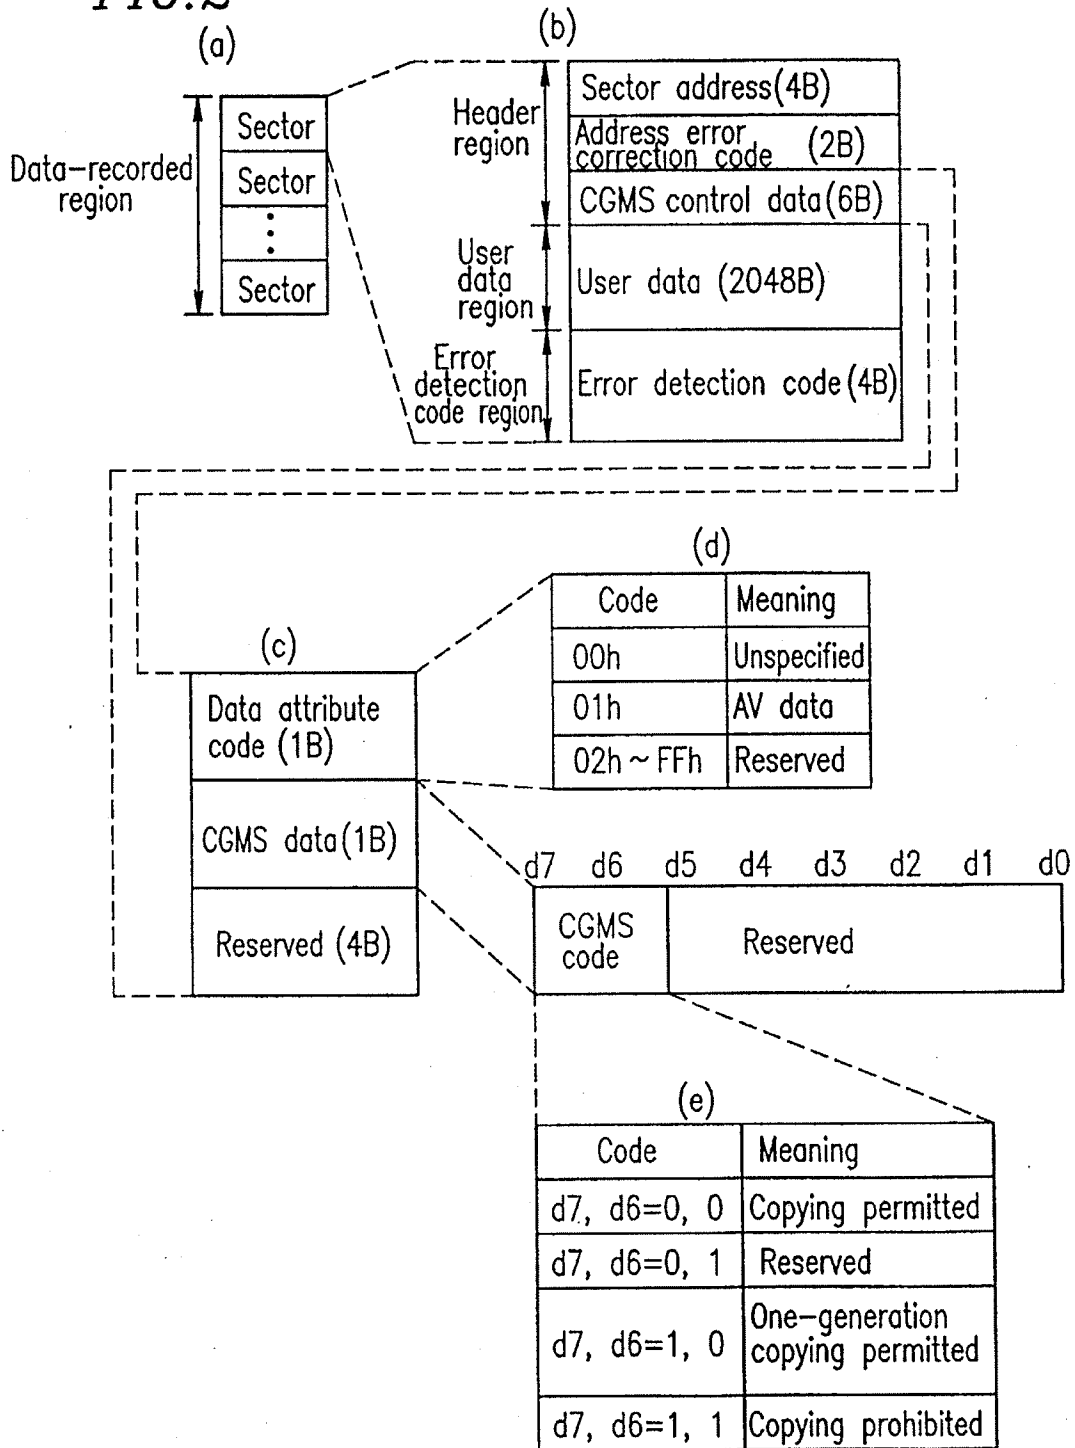 FIG.2
(a)
Data-recorded
region
Sector
Sector
Sector
(b)
Header
region
User
data
region
Error
detection
code region
Sector address(4B)
Address error
correction code (2B)
CGMS control data(6B)
User data (2048B)
Error detection code(4B)
(c)
Data attribute
code (1B)
CGMS data(1B)
Reserved (4B)
(d)
Code Meaning
00h Unspecified
01h AV data
02h ~ FFh Reserved
d7 d6 d5 d4 d3 d2 d1 d0
CGMS
code
Reserved
(e)
Code Meaning
d7, d6=0, 0 Copying permitted
d7, d6=0, 1 Reserved
d7, d6=1, 0 One-generation
copying permitted
d7, d6=1, 1 Copying prohibited